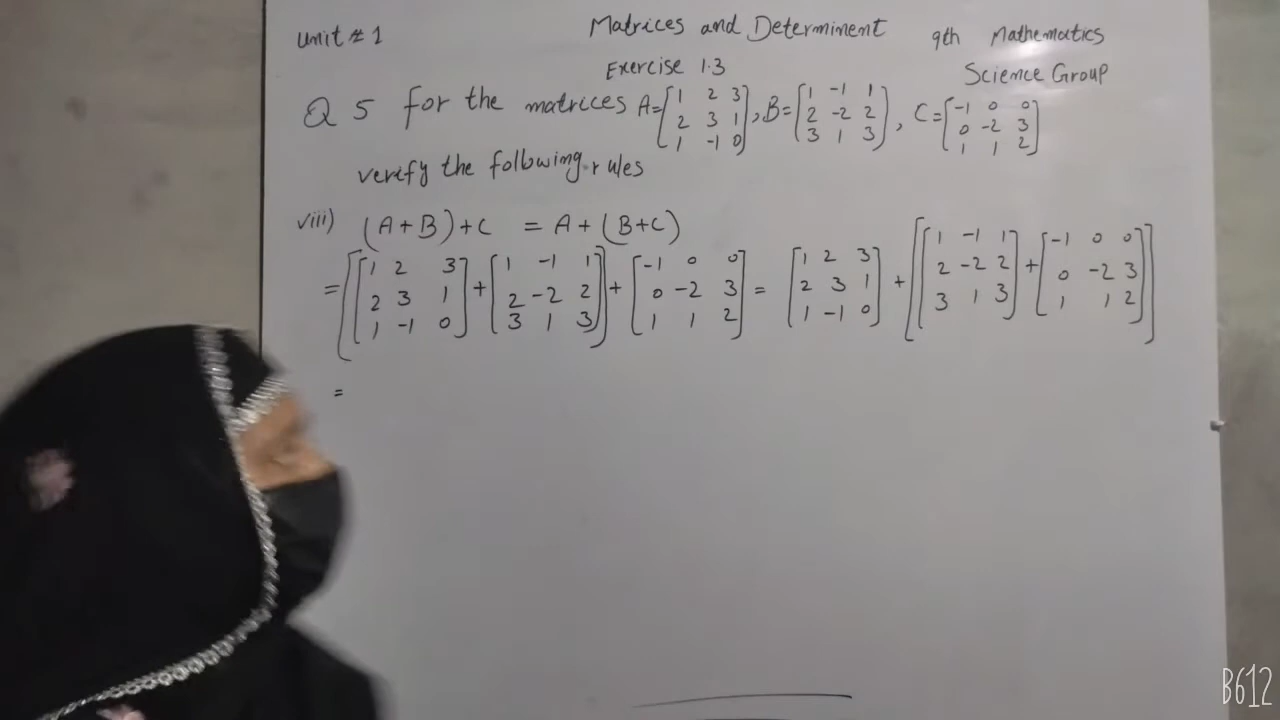 Unit # 1 Matrices and Determinent 9th Mathematics
Exercise 1.3 Science Group
Q 5 for the matrices A=[1 2 3 , B=[1 -1 1 , C=[-1 0 0
2 3 1 2 -2 2 0 -2 3
1 -1 0] 3 1 3] 1 1 2]
verify the following rules
viii) (A+B)+C = A+(B+C)
=([1 2 3 + [1 -1 1) + [-1 0 0 = [1 2 3 + [[1 -1 1 + [-1 0 0
2 3 1 2 -2 2 0 -2 3 2 3 1 2 -2 2 0 -2 3
1 -1 0] 3 1 3] 1 1 2] 1 -1 0] 3 1 3] 1 1 2]]
=
B612